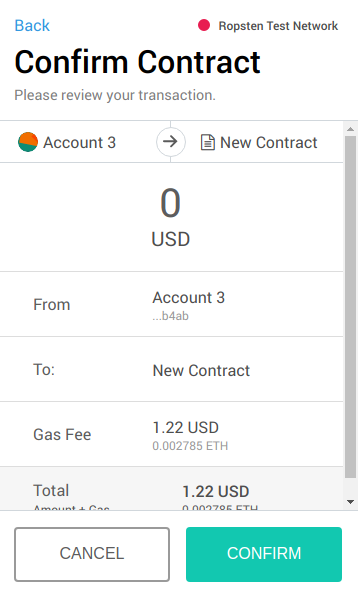 Back
Ropsten Test Network
Confirm Contract
Please review your transaction.
Account 3
New Contract
0
USD
From
Account 3
...b4ab
To:
New Contract
Gas Fee
1.22 USD
0.002785 ETH
Total
1.22 USD
Amount + Gas
0.002785 ETH
CANCEL
CONFIRM